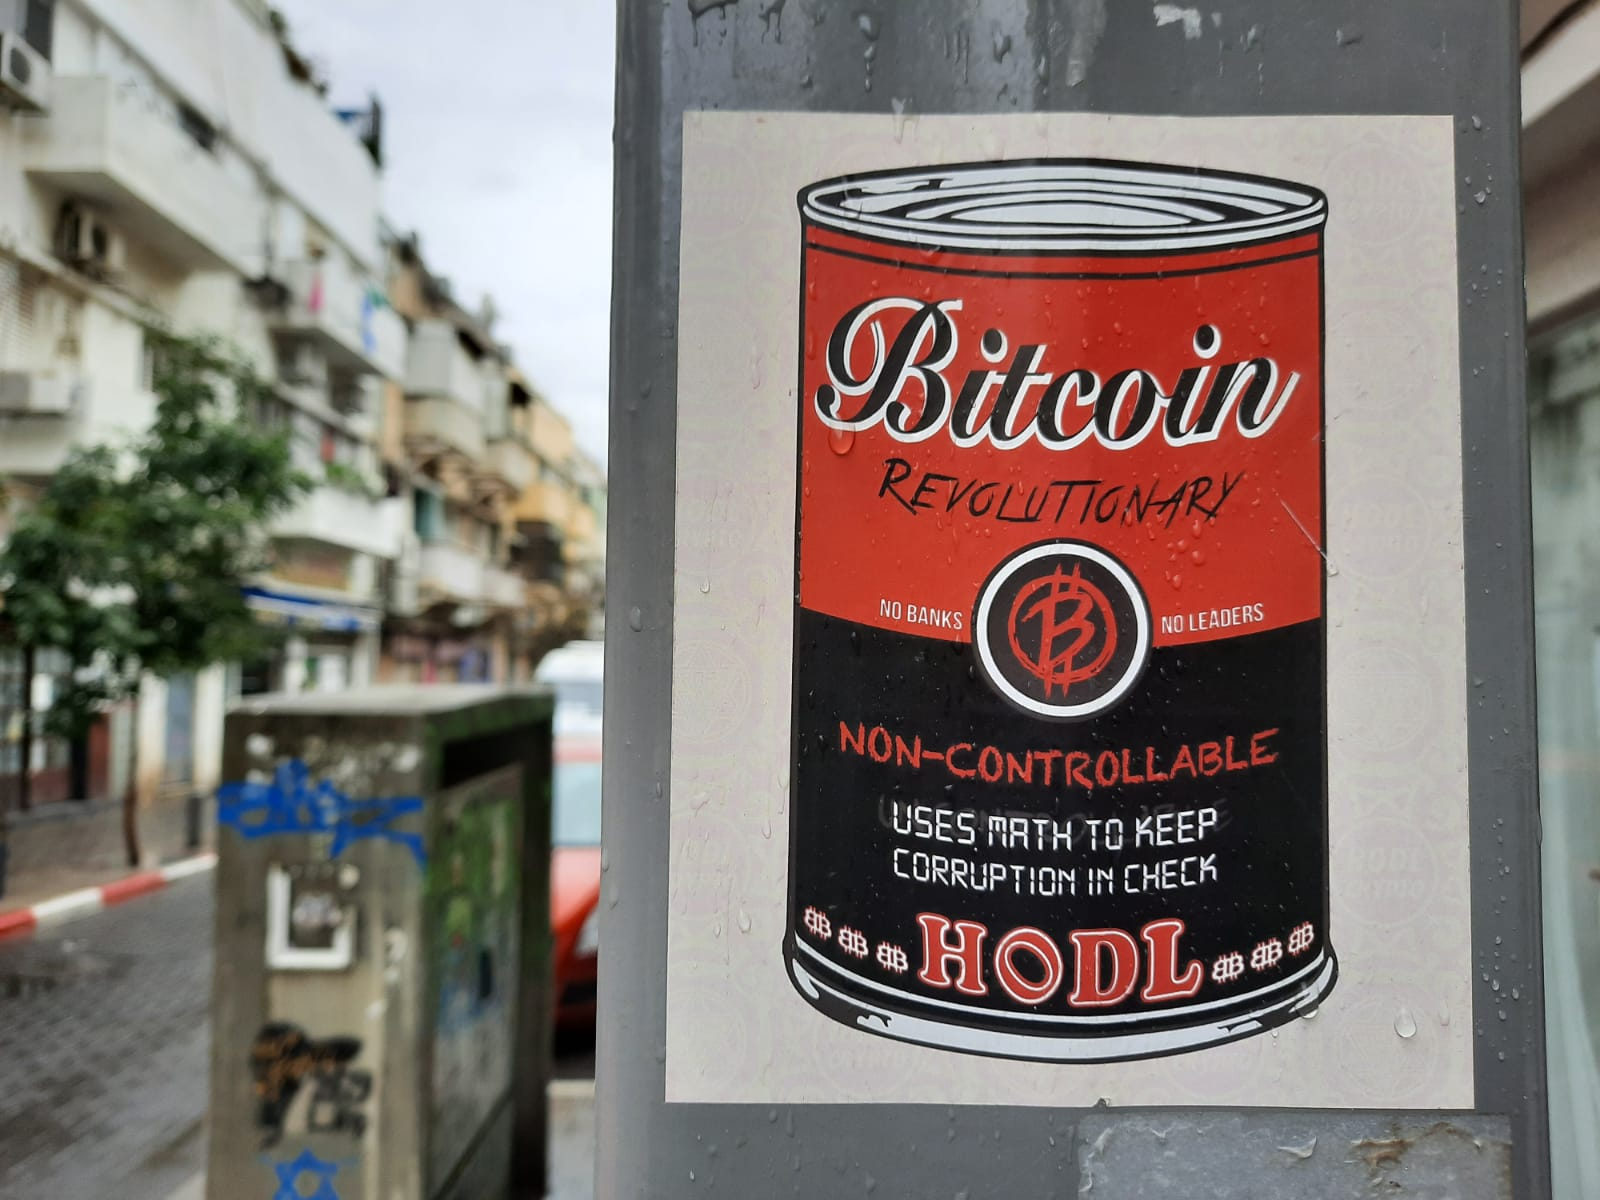 Bitcoin
REVOLUTIONARY
NO BANKS NO LEADERS
NON-CONTROLLABLE
USES MATH TO KEEP
CORRUPTION IN CHECK
HODL